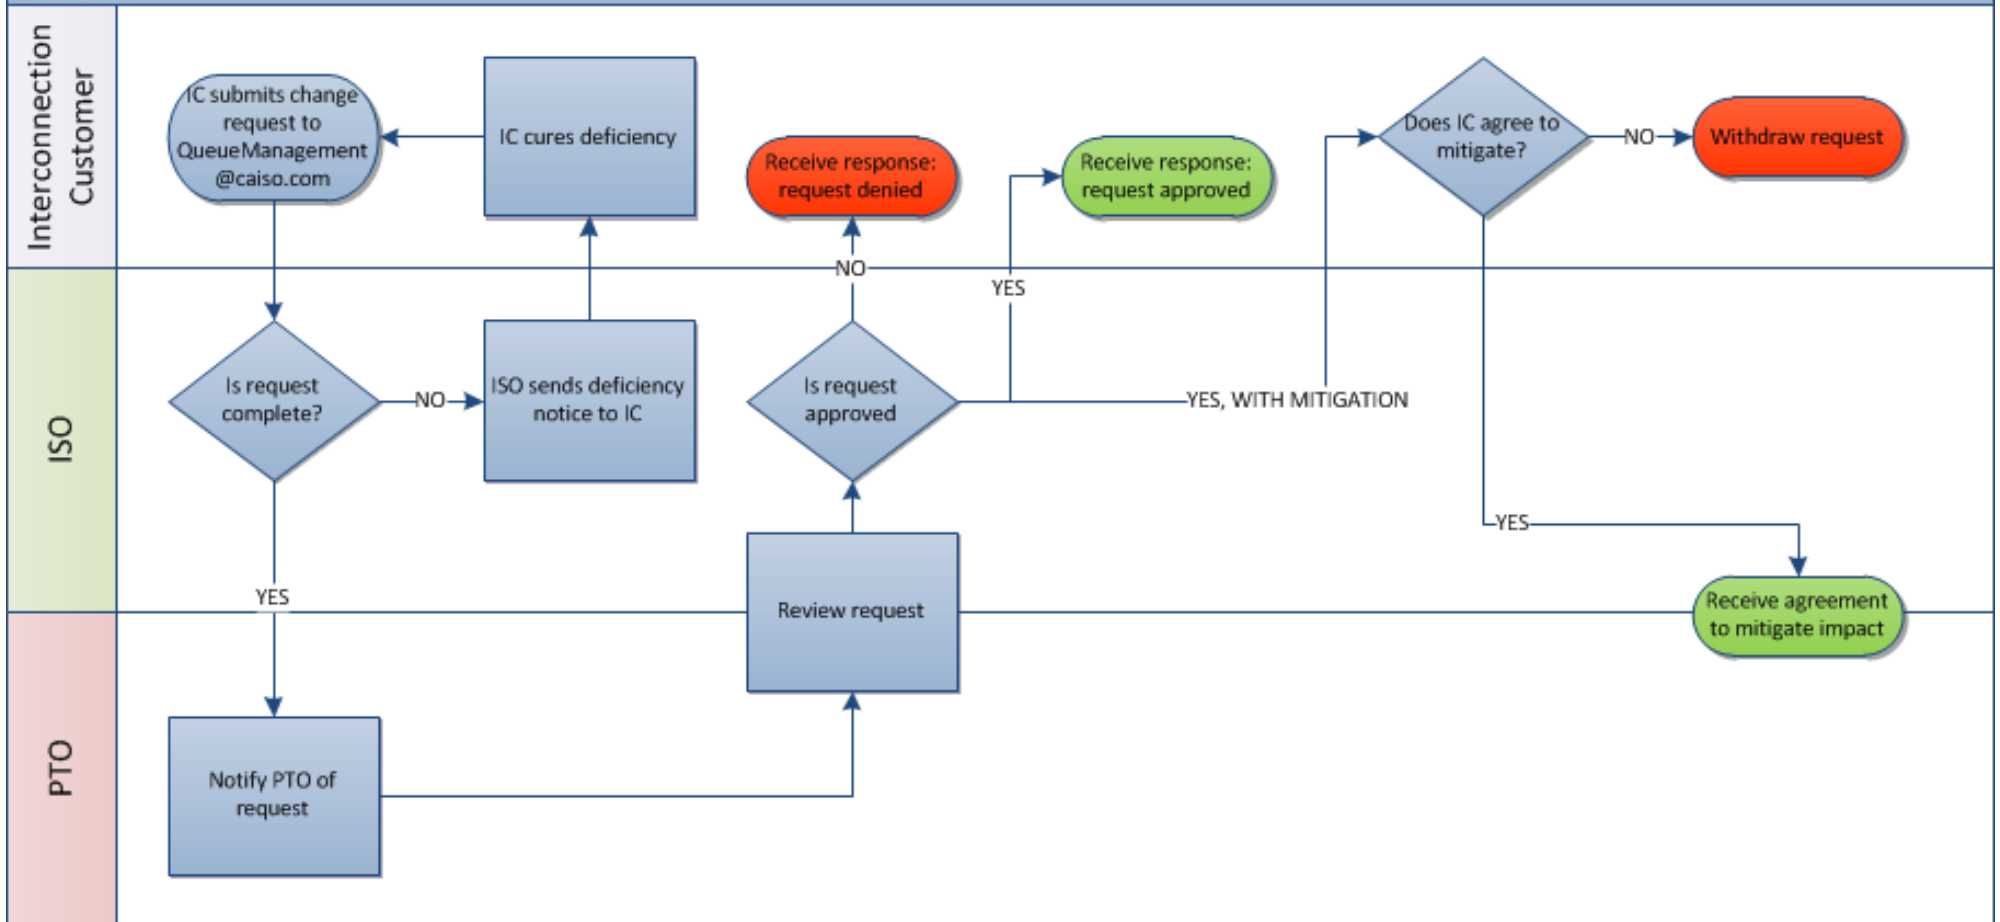 Interconnection
Customer
IC submits change
request to
QueueManagement
@caiso.com
IC cures deficiency
Receive response:
request denied
Receive response:
request approved
Does IC agree to
mitigate?
NO
Withdraw request
NO
YES
ISO
Is request
complete?
NO
ISO sends deficiency
notice to IC
Is request
approved
YES, WITH MITIGATION
YES
YES
Review request
Receive agreement
to mitigate impact
PTO
Notify PTO of
request